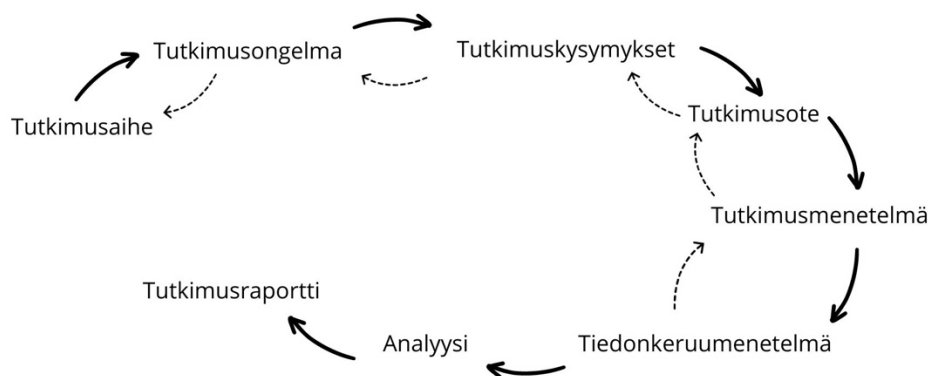 Tutkimusongelma
Tutkimuskysymykset
Tutkimusaihe
Tutkimusote
Tutkimusmenetelmä
Tutkimusraportti
Analyysi
Tiedonkeruumenetelmä